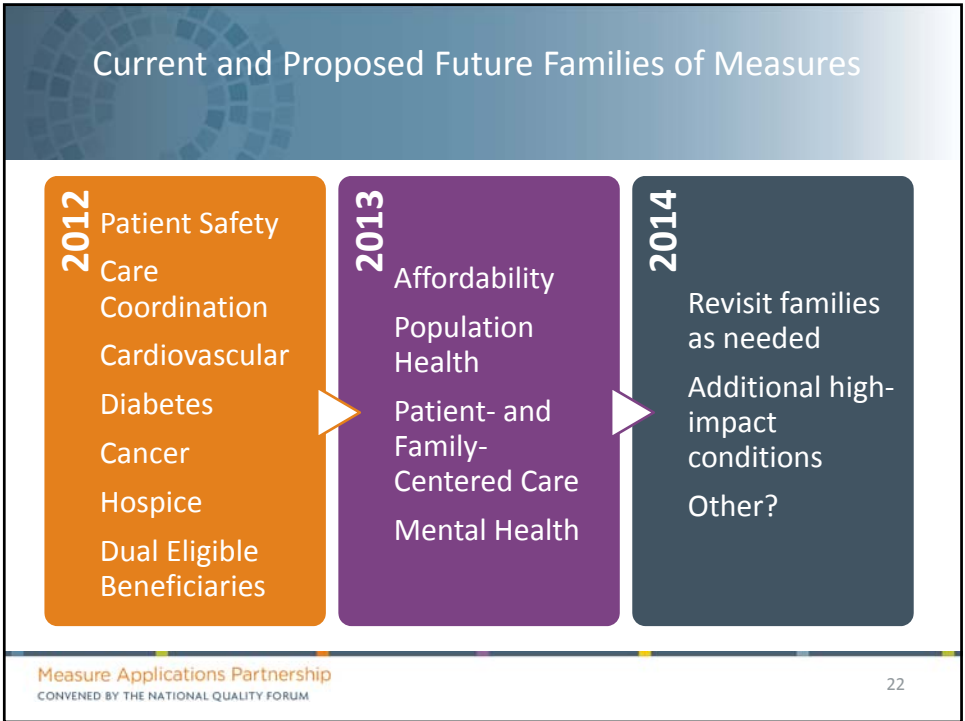 Current and Proposed Future Families of Measures
2012
Patient Safety
Care
Coordination
Cardiovascular
Diabetes
Cancer
Hospice
Dual Eligible
Beneficiaries
2013
Affordability
Population
Health
Patient- and
Family-
Centered Care
Mental Health
2014
Revisit families
as needed
Additional high-
impact
conditions
Other?
Measure Applications Partnership
CONVENED BY THE NATIONAL QUALITY FORUM
22